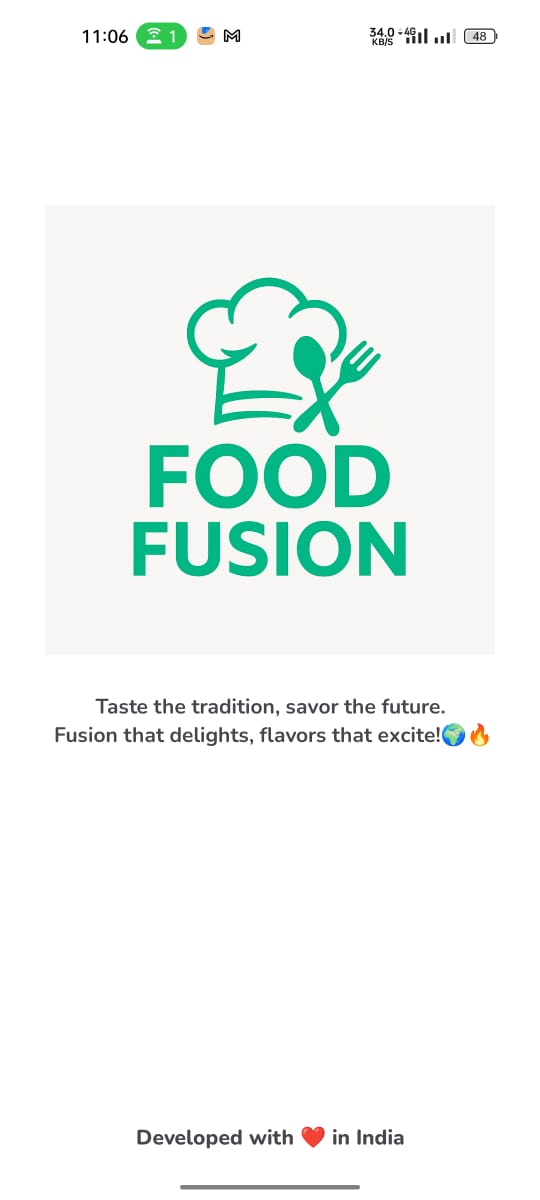 11:06 1 34.0 KB/S 4G 48
FOOD
FUSION
Taste the tradition, savor the future.
Fusion that delights, flavors that excite!🌍🔥
Developed with ❤️ in India